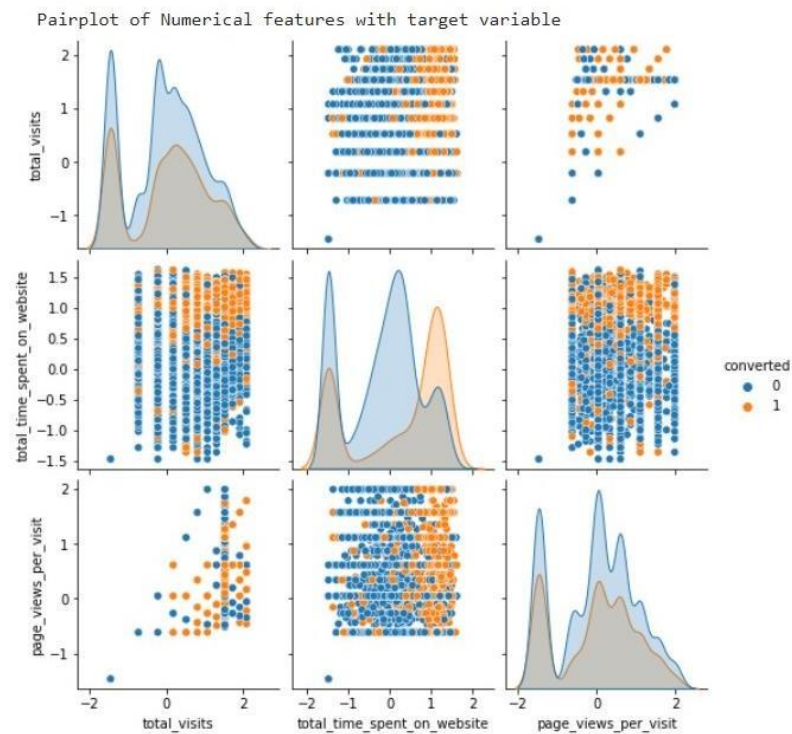 Pairplot of Numerical features with target variable
total_visits
2
1
0
−1
total_time_spent_on_website
1.5
1.0
0.5
0.0
−0.5
−1.0
−1.5
converted
0
1
page_views_per_visit
2
1
0
−1
−2 0 2
−2 −1 0 1 2
−2 0 2
total_visits
total_time_spent_on_website
page_views_per_visit